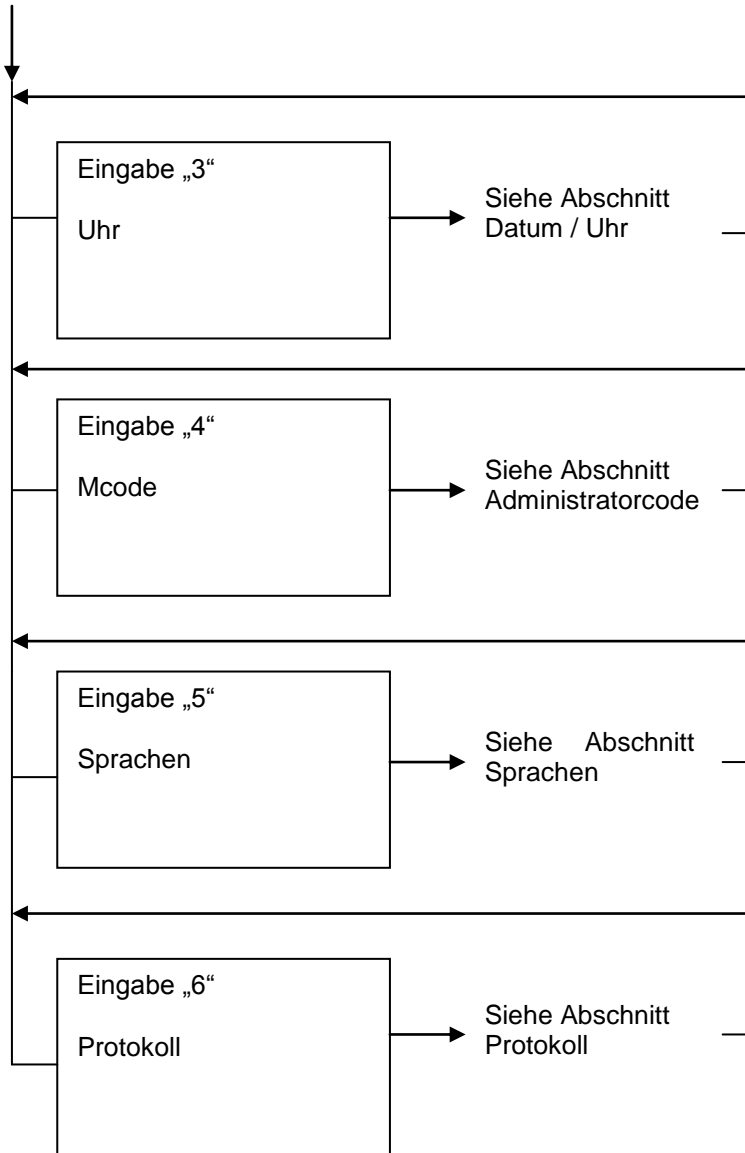 Eingabe „3“
Uhr
Siehe Abschnitt
Datum / Uhr
Eingabe „4“
Mcode
Siehe Abschnitt
Administratorcode
Eingabe „5“
Sprachen
Siehe Abschnitt
Sprachen
Eingabe „6“
Protokoll
Siehe Abschnitt
Protokoll